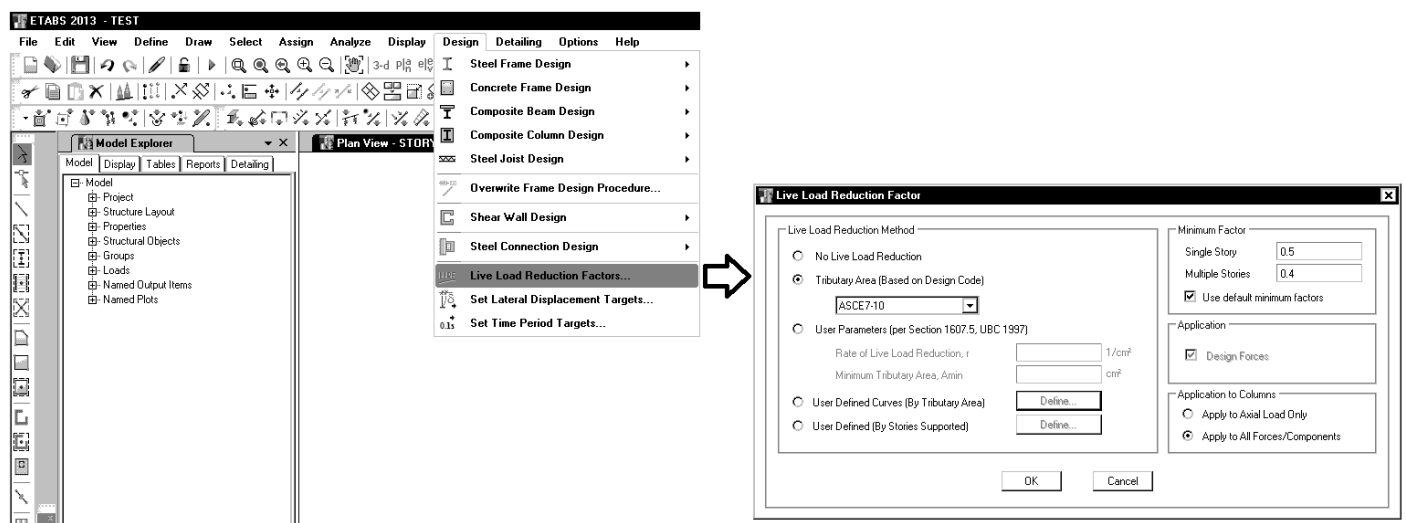 ETABS 2013 - TEST
File Edit View Define Draw Select Assign Analyze Display Design Detailing Options Help
3-d
Model Explorer
Plan View - STORY
Model Display Tables Reports Detailing
Model
Project
Structure Layout
Properties
Structural Objects
Groups
Loads
Named Output Items
Named Plots
Steel Frame Design
Concrete Frame Design
Composite Beam Design
Composite Column Design
Steel Joist Design
Overwrite Frame Design Procedure...
Shear Wall Design
Steel Connection Design
Live Load Reduction Factors...
Set Lateral Displacement Targets...
0.1s Set Time Period Targets...
Live Load Reduction Factor
Live Load Reduction Method
No Live Load Reduction
Tributary Area (Based on Design Code)
ASCE7-10
User Parameters (per Section 1607.5, UBC 1997)
Rate of Live Load Reduction, r 1/cm²
Minimum Tributary Area, Amin cm²
User Defined Curves (By Tributary Area) Define...
User Defined (By Stories Supported) Define...
Minimum Factor
Single Story 0.5
Multiple Stories 0.4
Use default minimum factors
Application
Design Forces
Application to Columns
Apply to Axial Load Only
Apply to All Forces/Components
OK Cancel